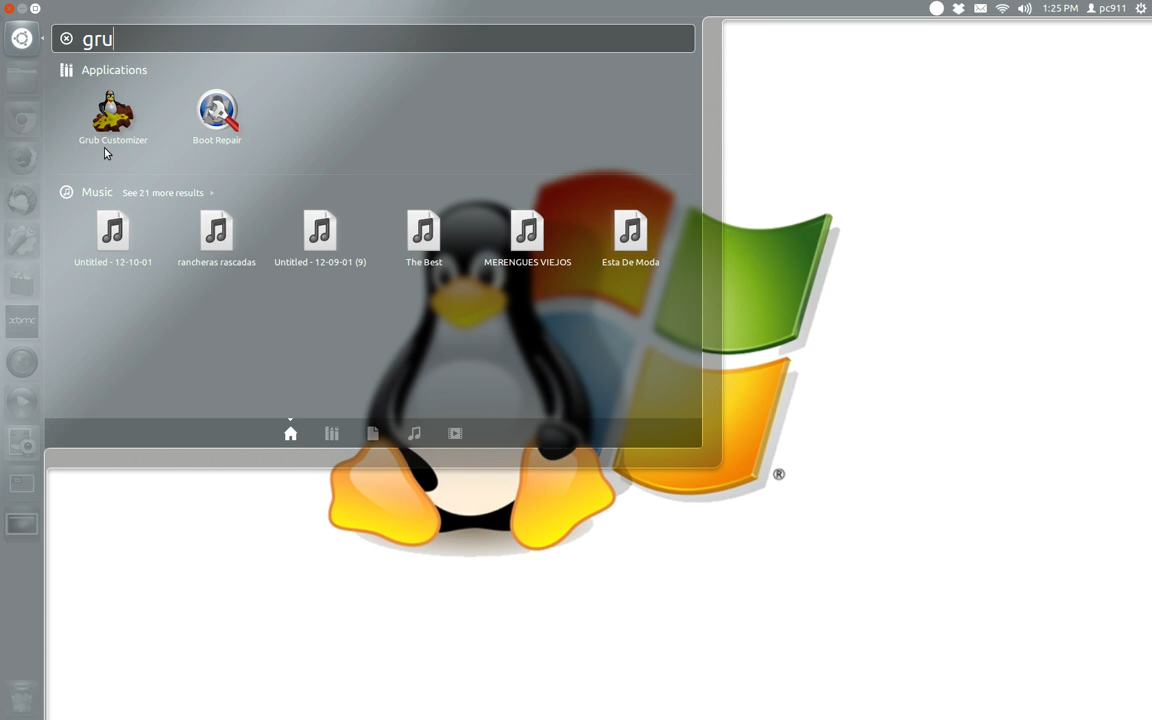 1:25 PM pc911
gru
Applications
Grub Customizer Boot Repair
Music See 21 more results
Untitled - 12-10-01 rancheras rascadas Untitled - 12-09-01 (9) The Best MERENGUES VIEJOS Esta De Moda
xbmc
®